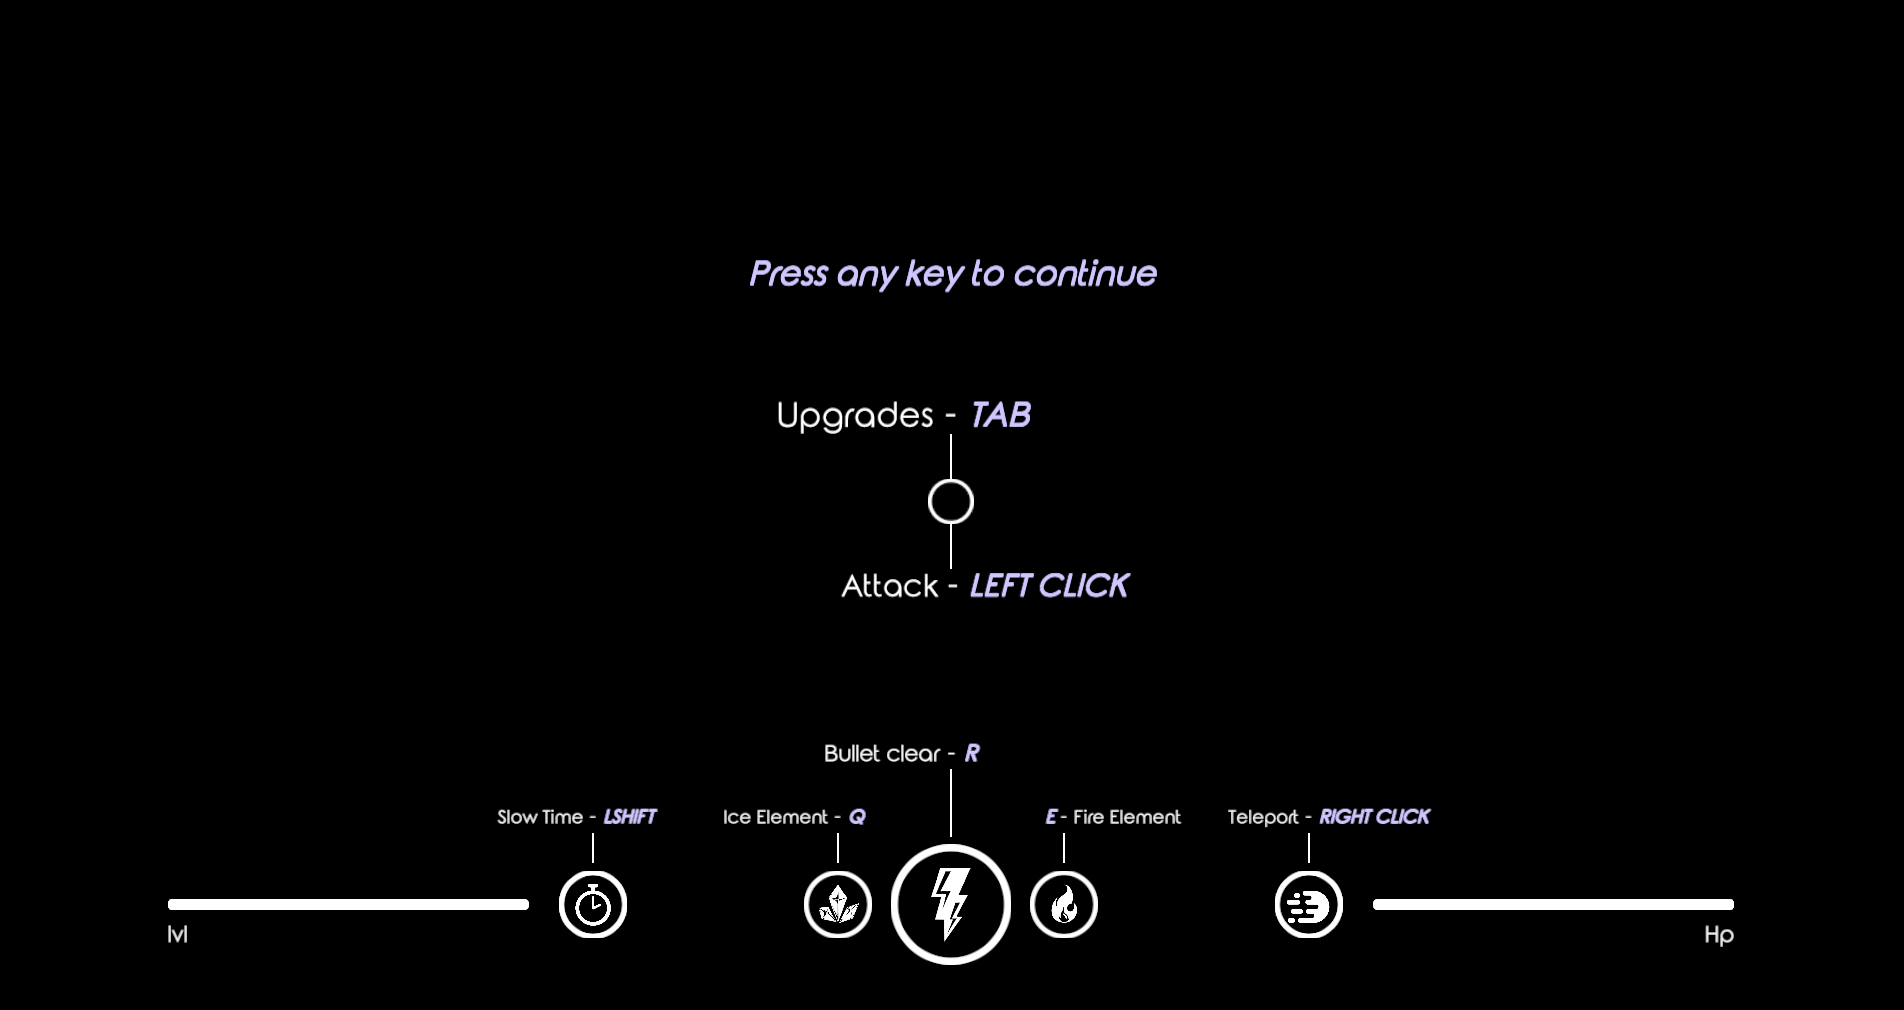 Press any key to continue
Upgrades - TAB
Attack - LEFT CLICK
Bullet clear - R
Slow Time - LSHIFT
Ice Element - Q
E - Fire Element
Teleport - RIGHT CLICK
lvl
Hp